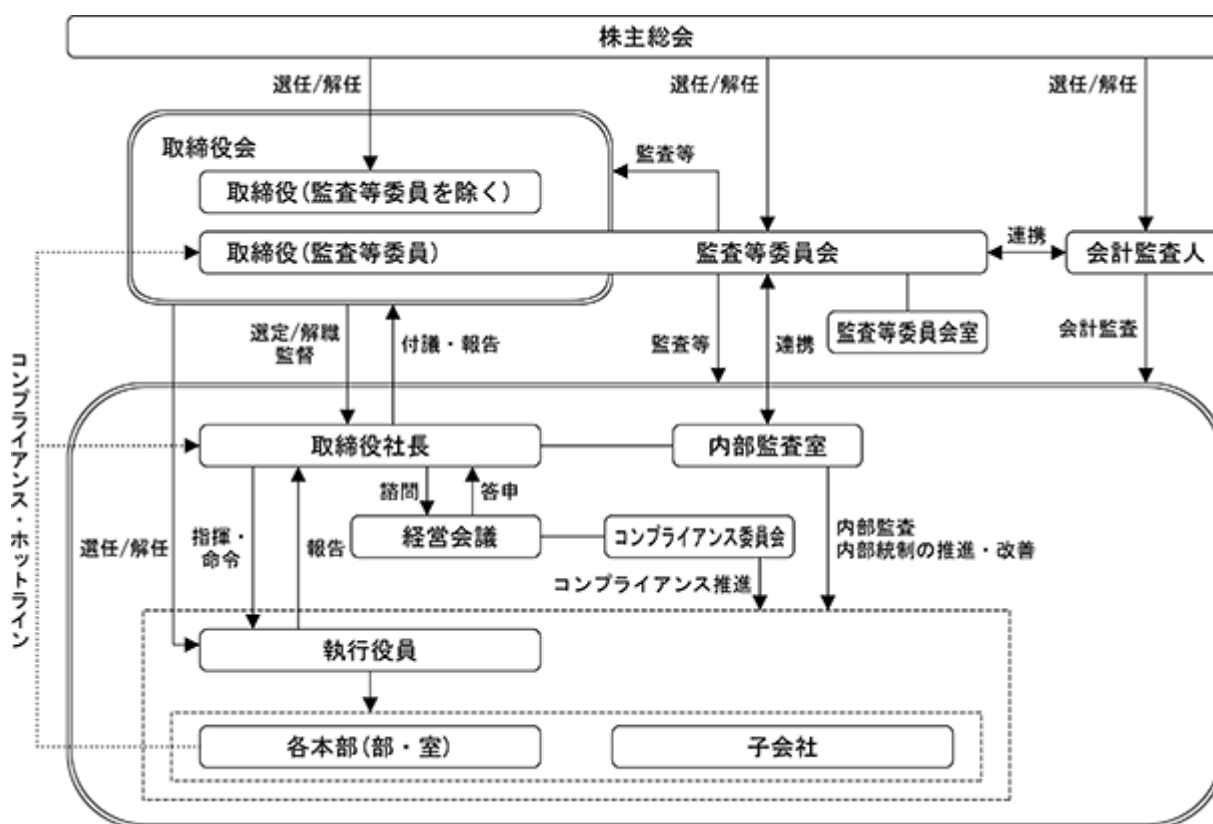 株主総会
選任/解任
選任/解任
選任/解任
取締役会
監査等
取締役(監査等委員を除く)
取締役(監査等委員)
監査等委員会
連携
会計監査人
監査等委員会室
選定/解職
監督
付議・報告
監査等
連携
会計監査
コンプライアンス・ホットライン
取締役社長
内部監査室
諮問
答申
経営会議
コンプライアンス委員会
選任/解任
指揮・
命令
報告
内部監査
内部統制の推進・改善
コンプライアンス推進
執行役員
各本部(部・室)
子会社